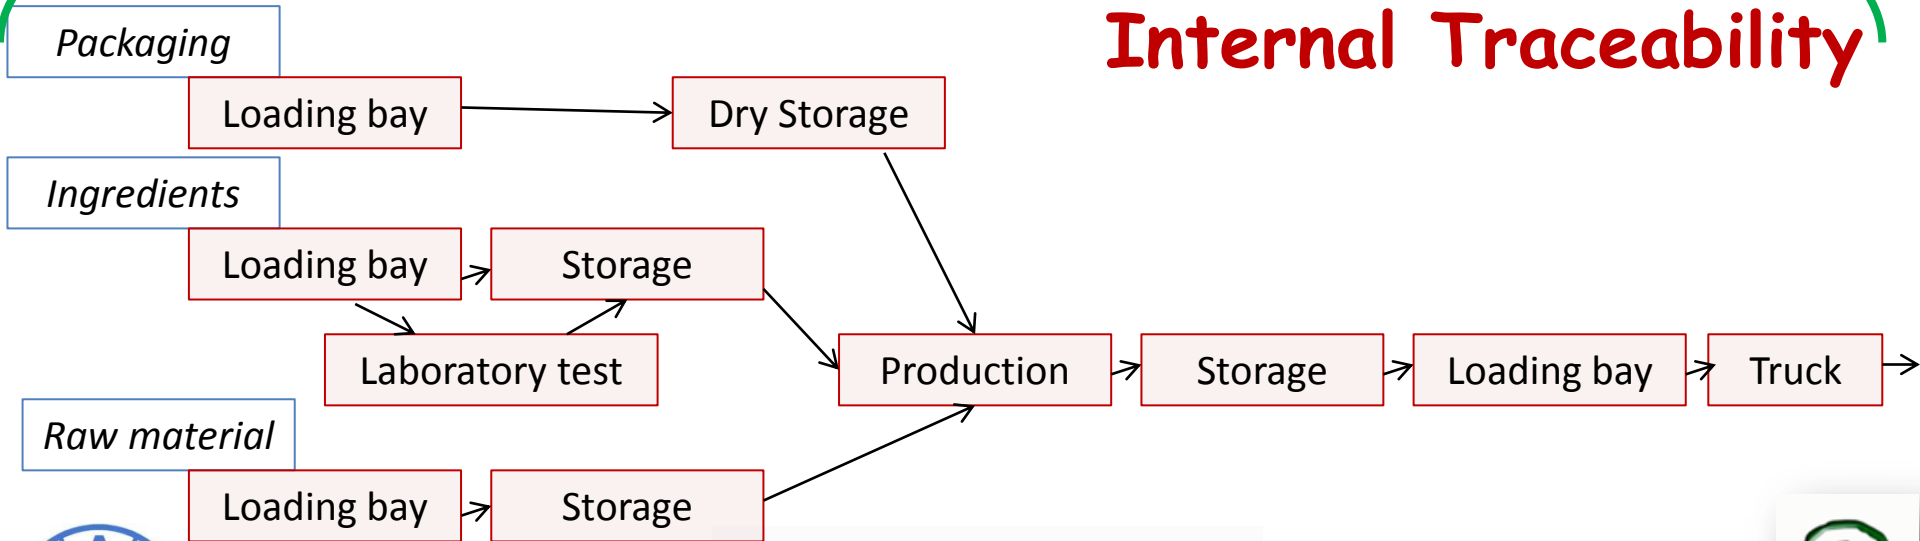 Packaging
Internal Traceability
Loading bay
Dry Storage
Ingredients
Loading bay
Storage
Laboratory test
Production
Storage
Loading bay
Truck
Raw material
Loading bay
Storage